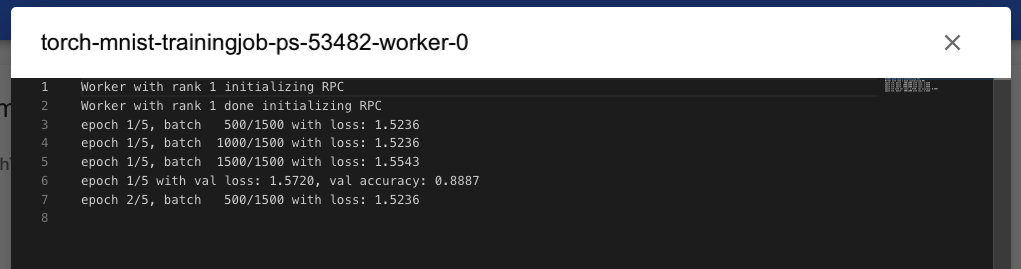 torch-mnist-trainingjob-ps-53482-worker-0
1 Worker with rank 1 initializing RPC
2 Worker with rank 1 done initializing RPC
3 epoch 1/5, batch   500/1500 with loss: 1.5236
4 epoch 1/5, batch  1000/1500 with loss: 1.5236
5 epoch 1/5, batch  1500/1500 with loss: 1.5543
6 epoch 1/5 with val loss: 1.5720, val accuracy: 0.8887
7 epoch 2/5, batch   500/1500 with loss: 1.5236
8